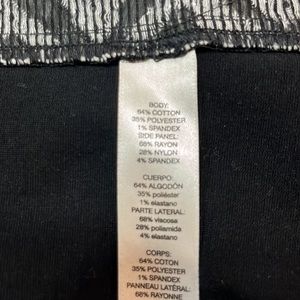 BODY:
64% COTTON
35% POLYESTER
1% SPANDEX
SIDE PANEL:
68% RAYON
28% NYLON
4% SPANDEX
CUERPO:
64% ALGODÓN
35% poliéster
1% elastano
PARTE LATERAL:
68% viscosa
28% poliamida
4% elastano
CORPS:
64% COTON
35% POLYESTER
1% SPANDEX
PANNEAU LATÉRAL:
68% RAYONNE